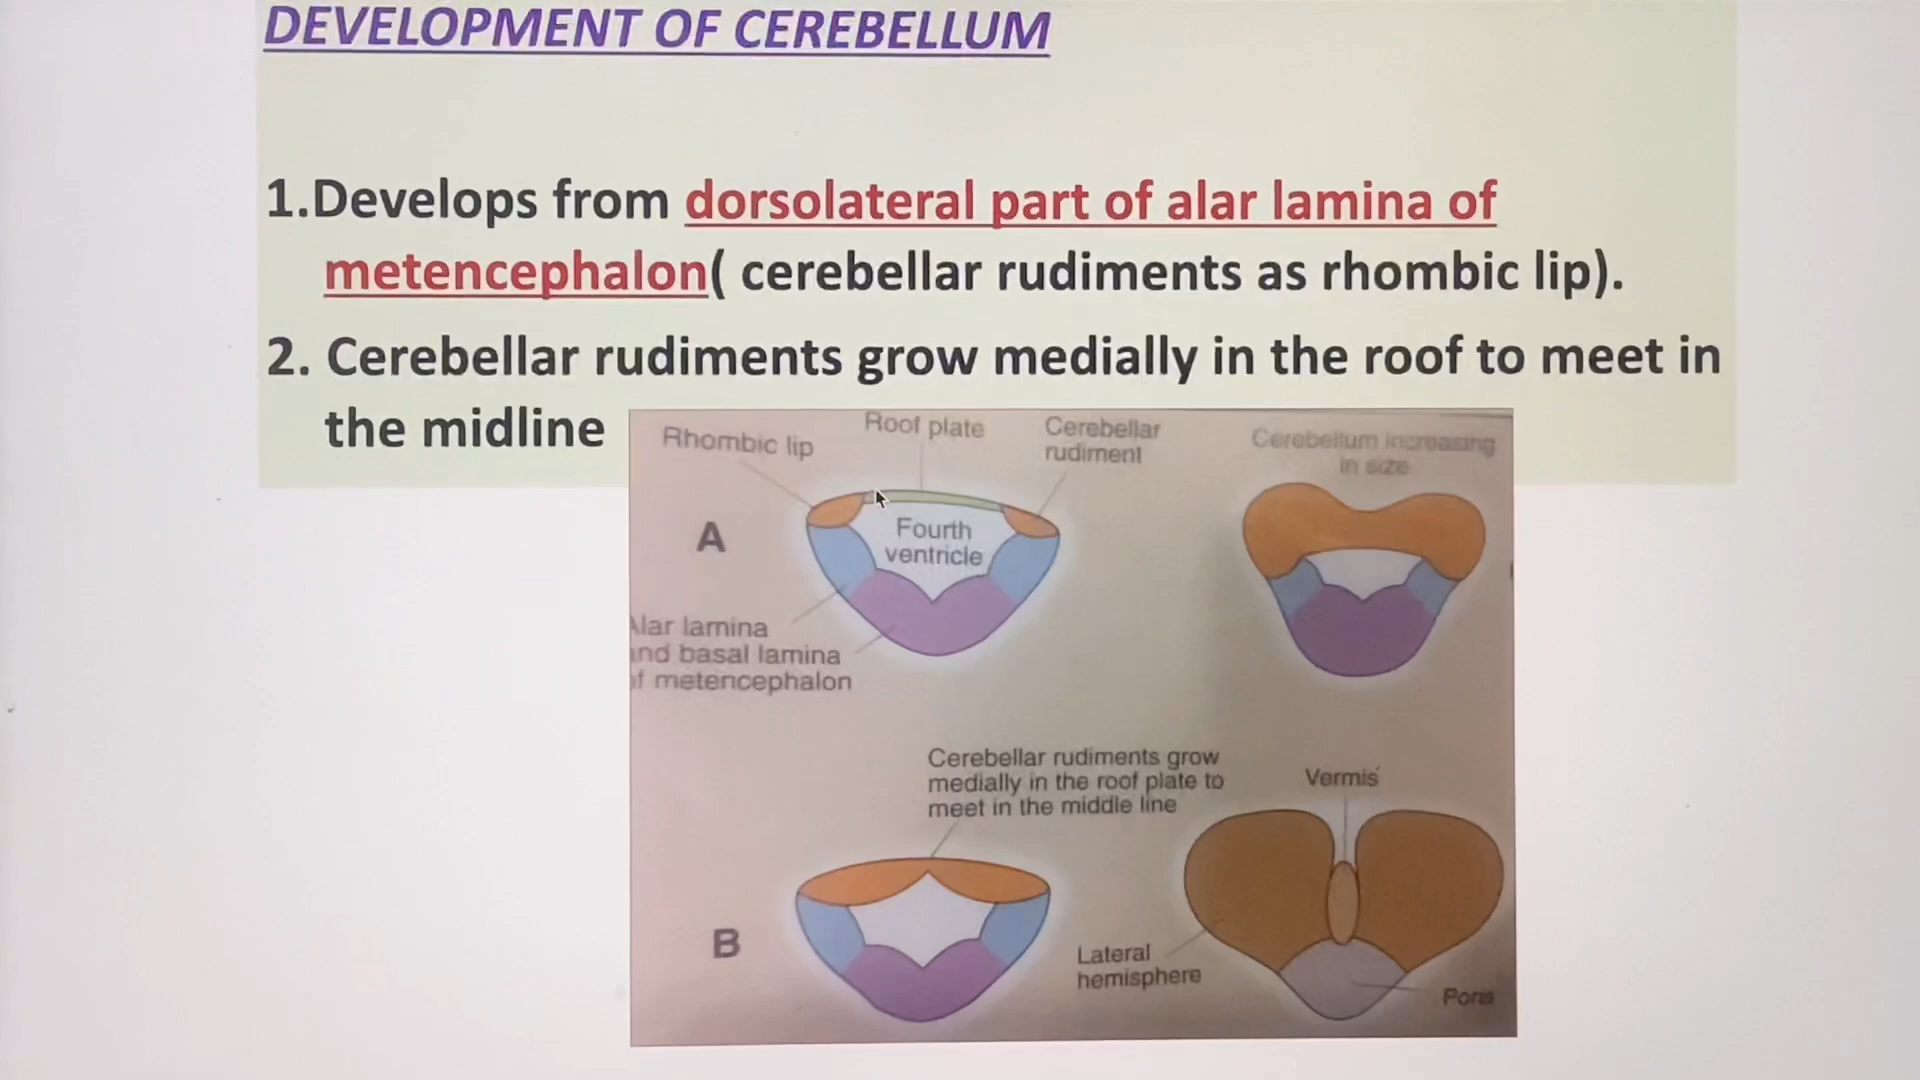 DEVELOPMENT OF CEREBELLUM
1.Develops from dorsolateral part of alar lamina of
metencephalon( cerebellar rudiments as rhombic lip).
2. Cerebellar rudiments grow medially in the roof to meet in
the midline
Rhombic lip
Roof plate
Cerebellar
rudiment
Cerebellum increasing
in size
A
Fourth
ventricle
Alar lamina
and basal lamina
of metencephalon
Cerebellar rudiments grow
medially in the roof plate to
meet in the middle line
Vermis
B
Lateral
hemisphere
Pons